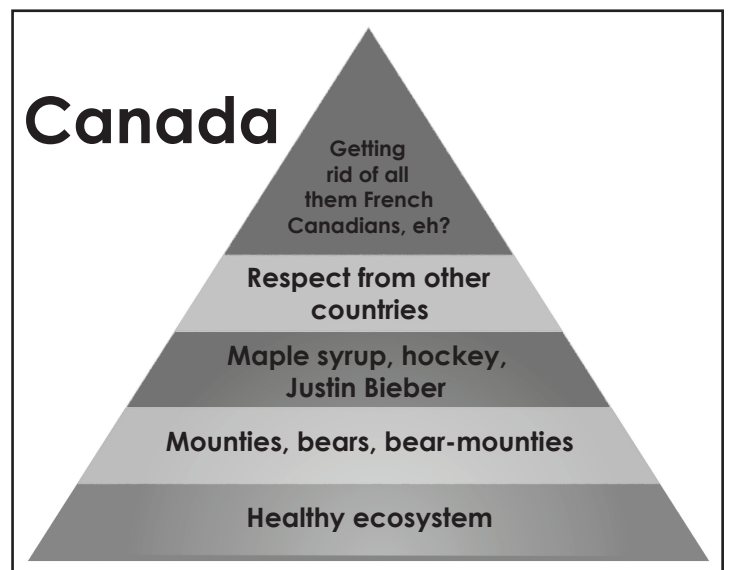 Canada
Getting
rid of all
them French
Canadians, eh?
Respect from other
countries
Maple syrup, hockey,
Justin Bieber
Mounties, bears, bear-mounties
Healthy ecosystem